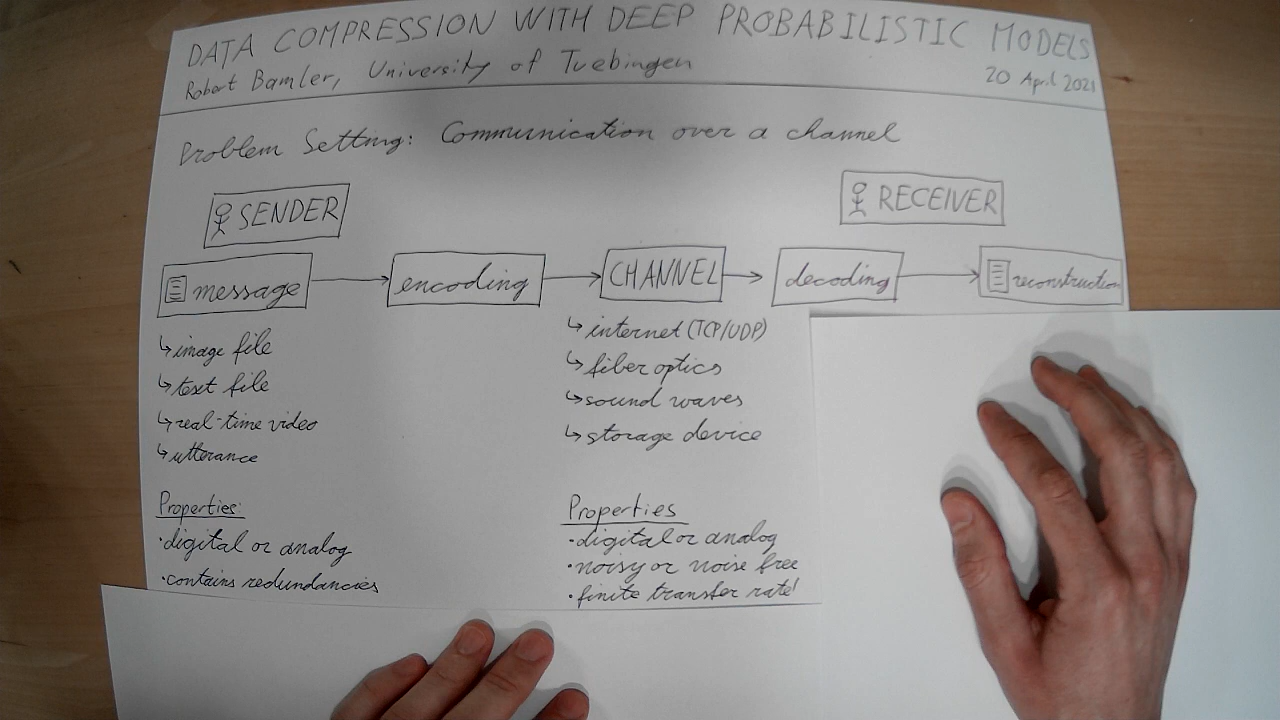 DATA COMPRESSION WITH DEEP PROBABILISTIC MODELS
Robert Bamler, University of Tuebingen
20 April 2021
Problem Setting: Communication over a channel
SENDER
RECEIVER
message
encoding
CHANNEL
decoding
reconstruction
↳ image file
↳ text file
↳ real-time video
↳ utterance
Properties:
• digital or analog
• contains redundancies
↳ internet (TCP/UDP)
↳ fiber optics
↳ sound waves
↳ storage device
Properties
• digital or analog
• noisy or noise free
• finite transfer rate!